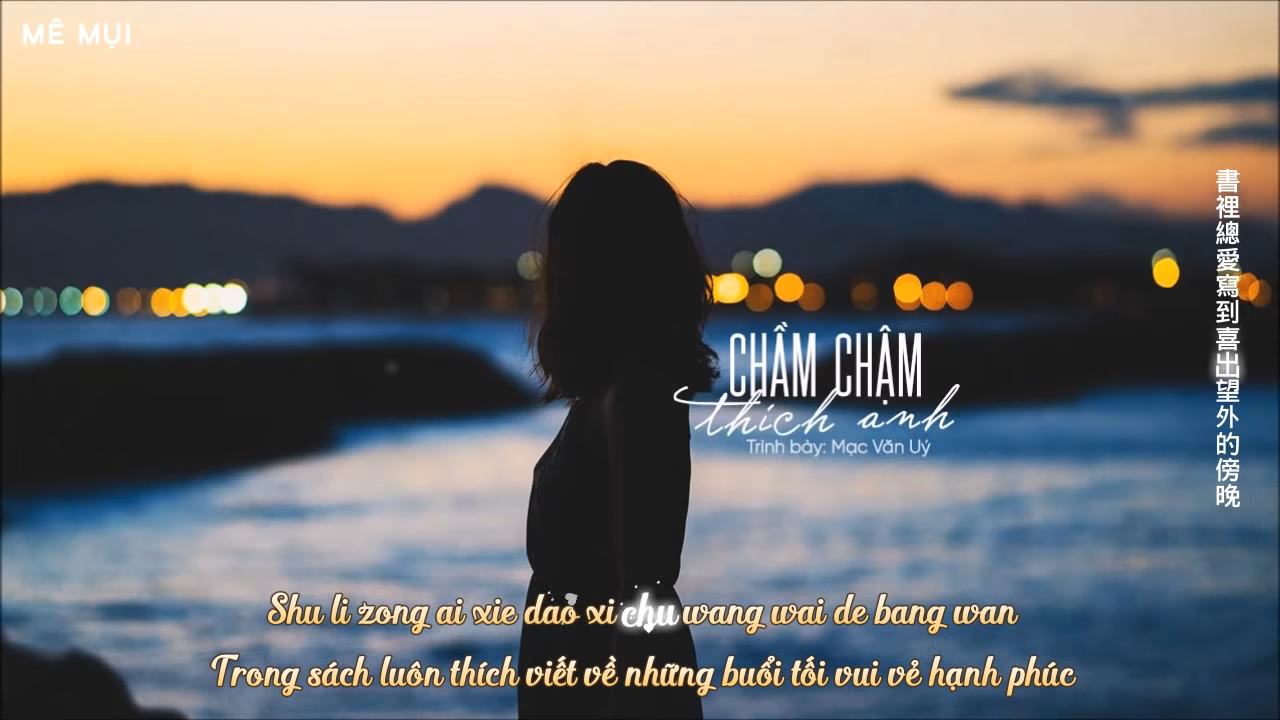 MÊ MỤI
書裡總愛寫到喜出望外的傍晚
CHẦM CHẬM
thích anh
Trình bày: Mạc Văn Uý
Shu li zong ai xie dao xi chu wang wai de bang wan
Trong sách luôn thích viết về những buổi tối vui vẻ hạnh phúc